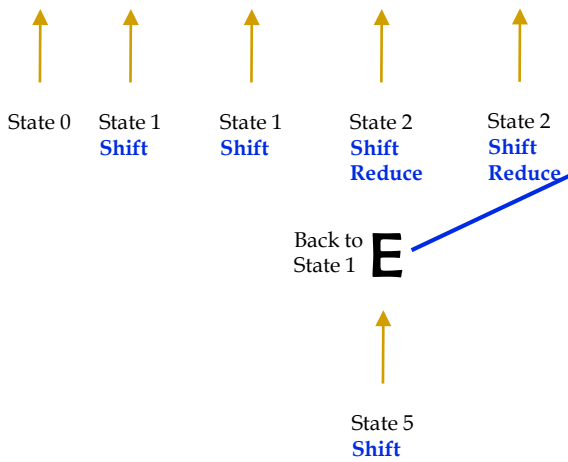 State 0 State 1 State 1 State 2 State 2
Shift Shift Shift Shift
Reduce Reduce
Back to
State 1 E
State 5
Shift